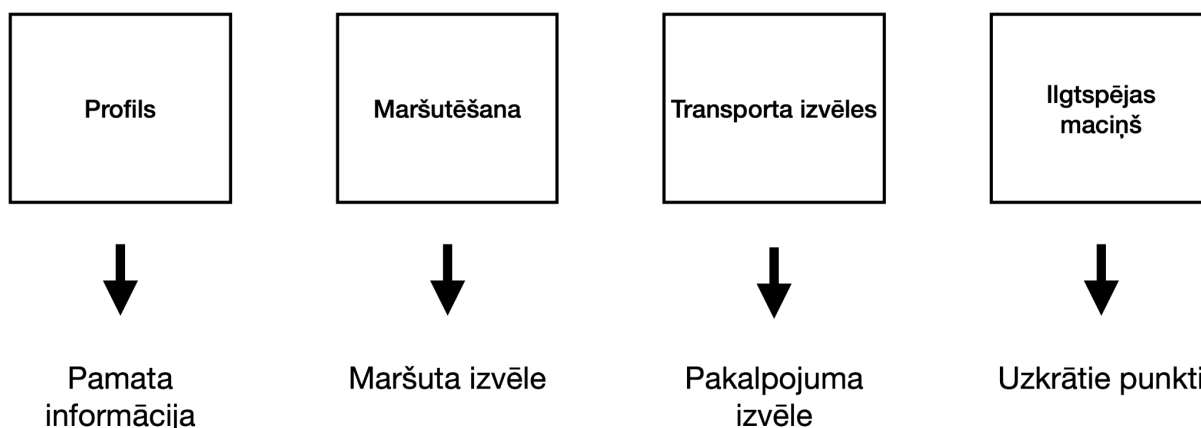 Profils
Maršutēšana
Transporta izvēles
Ilgtspējas
maciņš
Pamata
informācija
Maršuta izvēle
Pakalpojuma
izvēle
Uzkrātie punkti